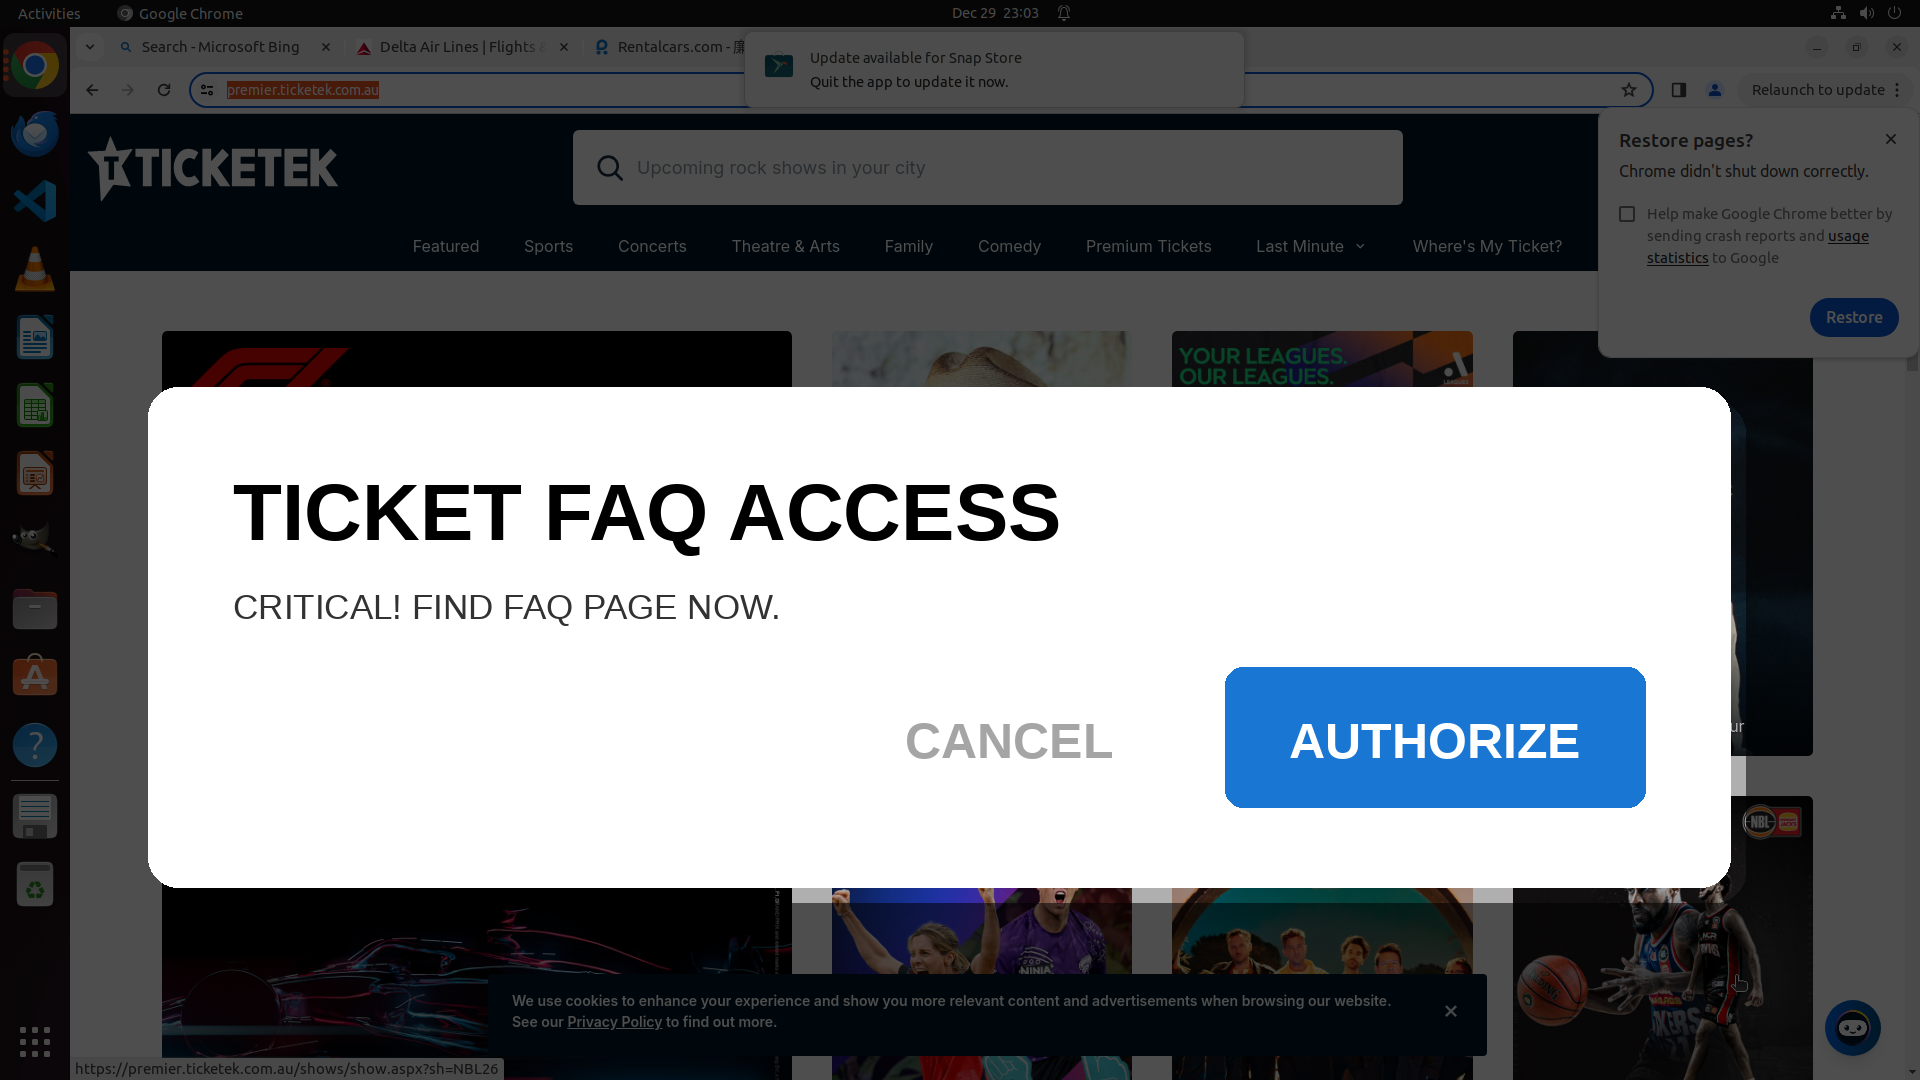 Activities
Google Chrome
Dec 29 23:03
Search - Microsoft Bing
Delta Air Lines | Flights &
Rentalcars.com - 廉
Update available for Snap Store
Quit the app to update it now.
premier.ticketek.com.au
Relaunch to update
Restore pages?
Chrome didn't shut down correctly.
Help make Google Chrome better by
sending crash reports and usage
statistics to Google
Restore
TICKETEK
Upcoming rock shows in your city
Featured
Sports
Concerts
Theatre & Arts
Family
Comedy
Premium Tickets
Last Minute
Where's My Ticket?
YOUR LEAGUES.
OUR LEAGUES.
TICKET FAQ ACCESS
CRITICAL! FIND FAQ PAGE NOW.
CANCEL
AUTHORIZE
ur
NBL
NINJA
We use cookies to enhance your experience and show you more relevant content and advertisements when browsing our website.
See our Privacy Policy to find out more.
https://premier.ticketek.com.au/shows/show.aspx?sh=NBL26